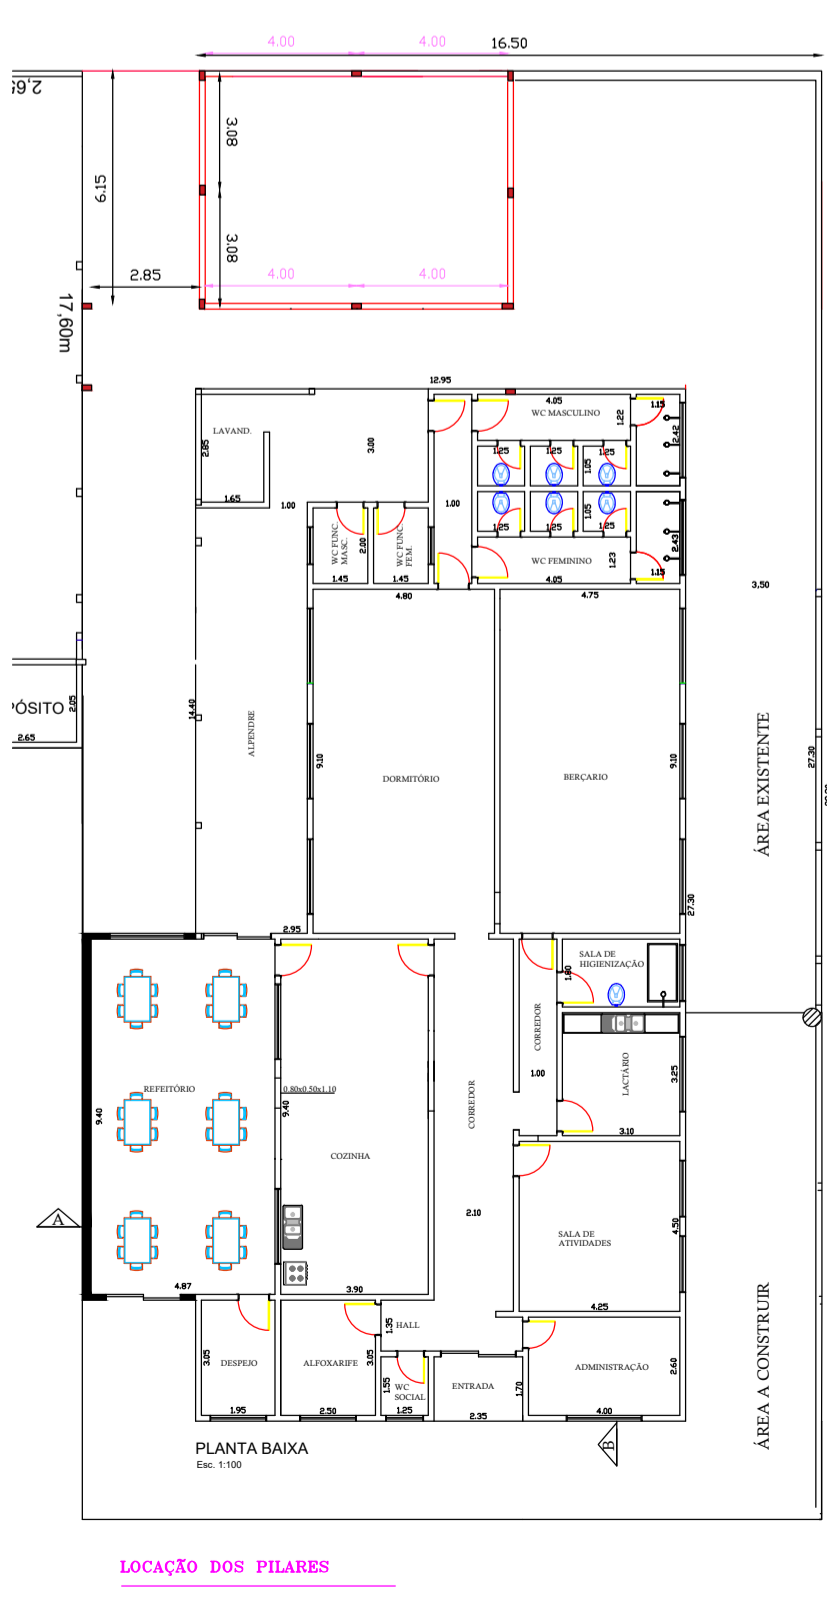 4.00
4.00
16.50
2,6
3.08
6.15
3.08
4.00
4.00
2.85
17,60m
12.95
4.05
WC MASCULINO
1.22
1.15
2.42
LAVAND.
2.85
3.00
1.25
1.25
1.25
1.05
1.65
1.00
1.00
1.05
1.25
1.25
1.25
2.43
WC FUNC.
MASC.
2.00
WC FUNC.
FEM.
WC FEMININO
1.23
1.45
1.45
4.05
1.15
4.80
4.75
3,50
PÓSITO
2.05
2.65
14.40
ALPENDRE
9.10
DORMITÓRIO
BERÇARIO
9.10
ÁREA EXISTENTE
27.30
27.30
2.95
SALA DE
HIGIENIZAÇÃO
1.80
CORREDOR
1.00
LACTÁRIO
3.25
3.10
REFEITÓRIO
9.40
0.80x0.50x1.10
9.40
COZINHA
CORREDOR
2.10
A
SALA DE
ATIVIDADES
4.50
4.25
4.87
3.90
1.35
HALL
3.05
DESPEJO
1.95
ALFOXARIFE
3.05
2.50
1.55
WC
SOCIAL
1.25
ENTRADA
1.70
2.35
ADMINISTRAÇÃO
2.60
4.00
ÁREA A CONSTRUIR
B
PLANTA BAIXA
Esc. 1:100
LOCAÇÃO DOS PILARES